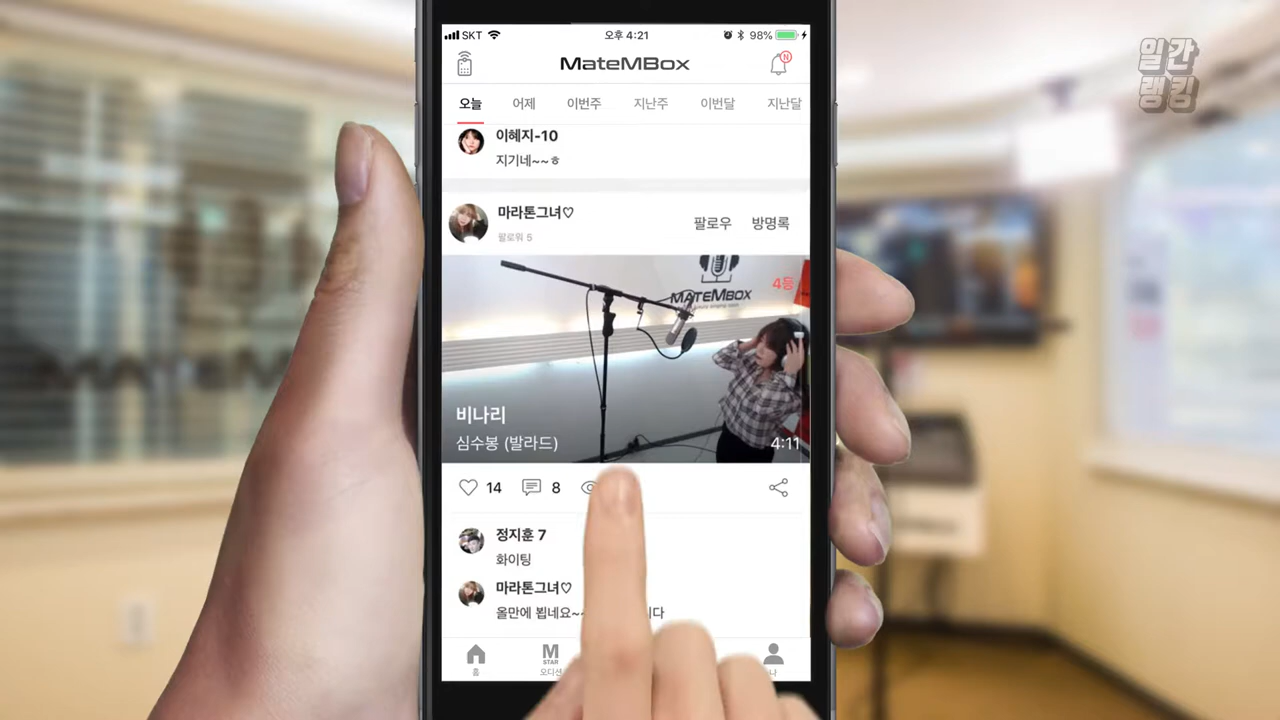 SKT
오후 4:21
98%
MateMBox
N
오늘 어제 이번주 지난주 이번달 지난달
이혜지-10
지기네~~ㅎ
마라톤그녀♡
팔로워 5
팔로우 방명록
MATEMBOX
4등
비나리
심수봉 (발라드)
4:11
14 8
정지훈 7
화이팅
마라톤그녀♡
올만에 뵙네요~
홈
M
STAR
일간
랭킹